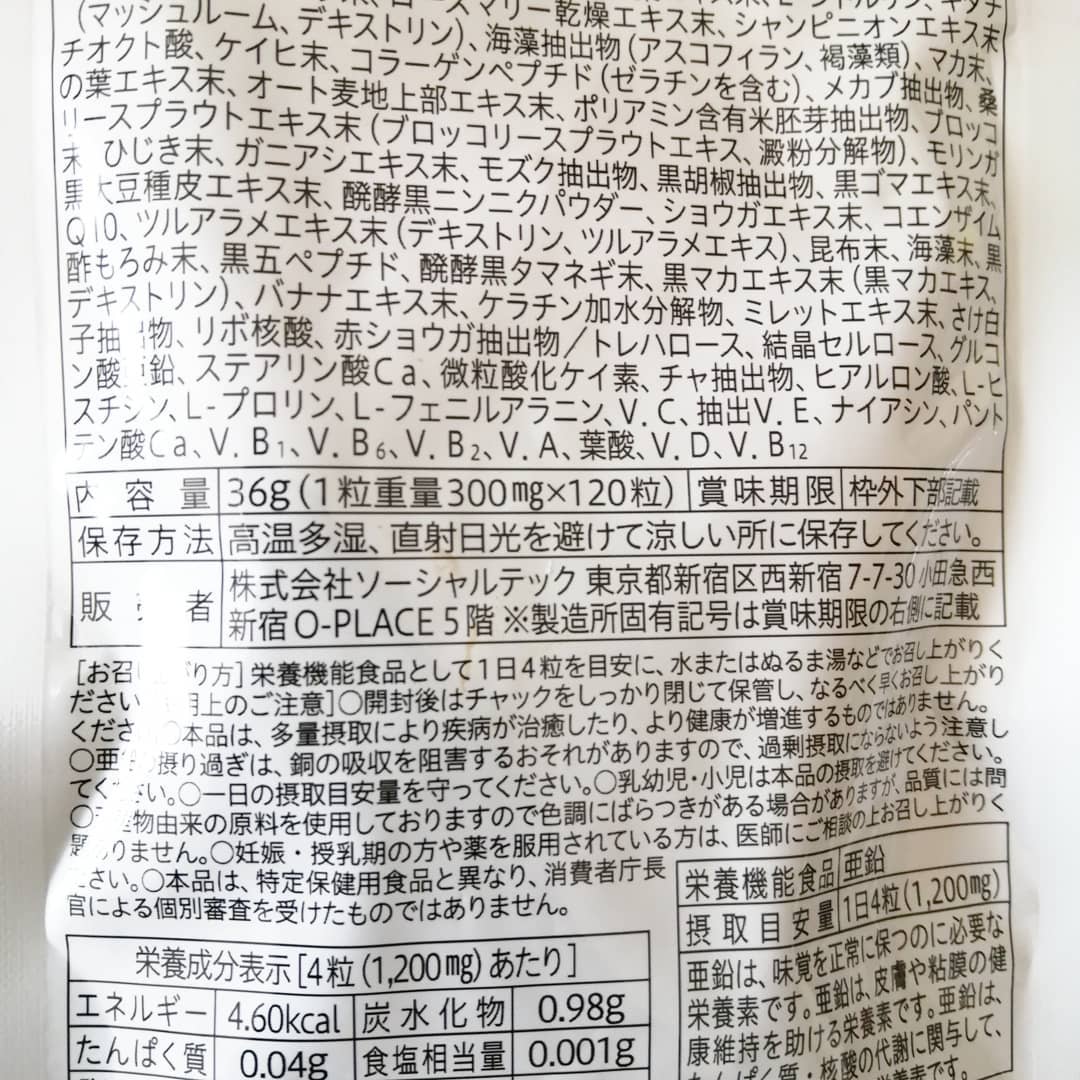 マリー乾燥エキス末、シャンピニオンエキス末
(マッシュルーム、デキストリン)、海藻抽出物(アスコフィラン、褐藻類)、マカ末、
チオクト酸、ケイヒ末、コラーゲンペプチド(ゼラチンを含む)、メカブ抽出物、桑
の葉エキス末、オート麦地上部エキス末、ポリアミン含有米胚芽抽出物、ブロッコ
リースプラウトエキス末(ブロッコリースプラウトエキス、澱粉分解物)、モリンガ
末、ひじき末、ガニアシエキス末、モズク抽出物、黒胡椒抽出物、黒ゴマエキス末、
黒大豆種皮エキス末、醗酵黒ニンニクパウダー、ショウガエキス末、コエンザイム
Q10、ツルアラメエキス末(デキストリン、ツルアラメエキス)、昆布末、海藻末、黒
酢もろみ末、黒五ペプチド、醗酵黒タマネギ末、黒マカエキス末(黒マカエキス、
デキストリン)、バナナエキス末、ケラチン加水分解物、ミレットエキス末、さけ白
子抽出物、リボ核酸、赤ショウガ抽出物/トレハロース、結晶セルロース、グルコ
ン酸亜鉛、ステアリン酸Ca、微粒酸化ケイ素、チャ抽出物、ヒアルロン酸、L-ヒ
スチジン、L-プロリン、L-フェニルアラニン、V.C、抽出V.E、ナイアシン、パント
テン酸Ca、V.B1、V.B6、V.B2、V.A、葉酸、V.D、V.B12
内容量 36g(1粒重量300mg×120粒) 賞味期限 枠外下部記載
保存方法 高温多湿、直射日光を避けて涼しい所に保存してください。
販売者 株式会社ソーシャルテック 東京都新宿区西新宿7-7-30 小田急西
新宿O-PLACE 5階 ※製造所固有記号は賞味期限の右側に記載
[お召し上がり方]栄養機能食品として1日4粒を目安に、水またはぬるま湯などでお召し上がりく
ださい。[使用上のご注意]○開封後はチャックをしっかり閉じて保管し、なるべく早くお召し上がり
ください。○本品は、多量摂取により疾病が治癒したり、より健康が増進するものではありません。
○亜鉛の摂り過ぎは、銅の吸収を阻害するおそれがありますので、過剰摂取にならないよう注意し
てください。○一日の摂取目安量を守ってください。○乳幼児・小児は本品の摂取を避けてください。
○天産物由来の原料を使用しておりますので色調にばらつきがある場合がありますが、品質には問
題ありません。○妊娠・授乳期の方や薬を服用されている方は、医師にご相談の上お召し上がりく
ださい。○本品は、特定保健用食品と異なり、消費者庁長
官による個別審査を受けたものではありません。
栄養機能食品 亜鉛
摂取目安量 1日4粒(1,200mg)
亜鉛は、味覚を正常に保つのに必要な
栄養素です。亜鉛は、皮膚や粘膜の健
康維持を助ける栄養素です。亜鉛は、
たんぱく質・核酸の代謝に関与して、
栄養成分表示[4粒(1,200mg)あたり]
エネルギー 4.60kcal 炭水化物 0.98g
たんぱく質 0.04g 食塩相当量 0.001g